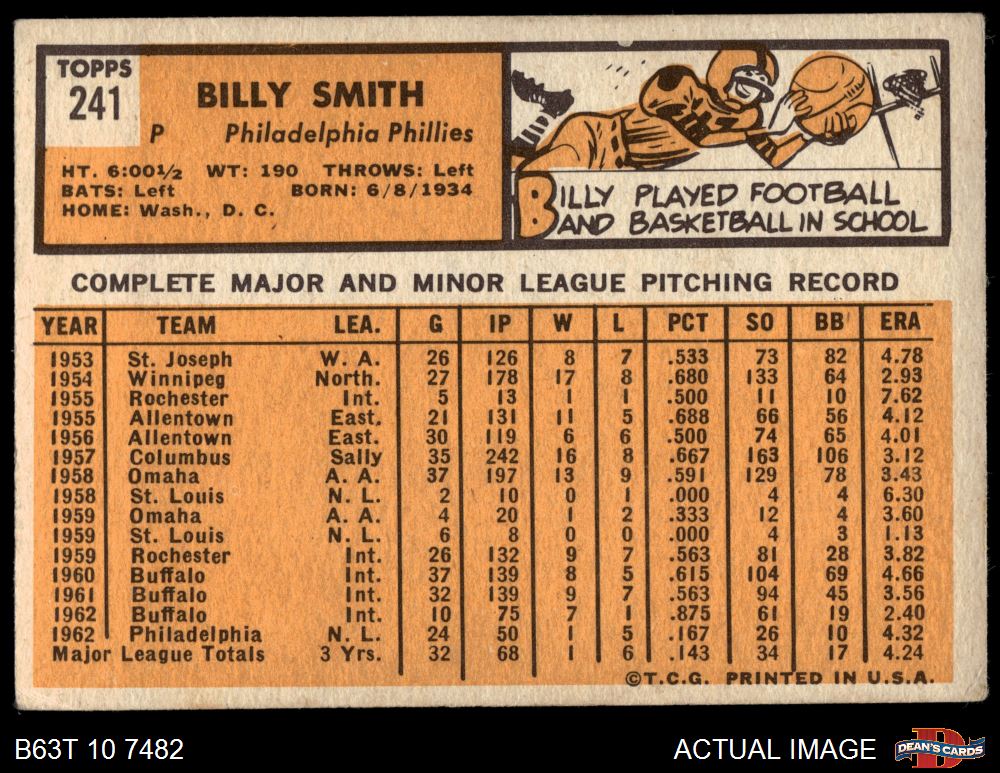 TOPPS
241
BILLY SMITH
P Philadelphia Phillies
HT. 6:00½ WT: 190 THROWS: Left
BATS: Left BORN: 6/8/1934
HOME: Wash., D. C.
BILLY PLAYED FOOTBALL
AND BASKETBALL IN SCHOOL
COMPLETE MAJOR AND MINOR LEAGUE PITCHING RECORD
YEAR TEAM LEA. G IP W L PCT SO BB ERA
1953 St. Joseph W. A. 26 126 8 7 .533 73 82 4.78
1954 Winnipeg North. 27 178 17 8 .680 133 64 2.93
1955 Rochester Int. 5 13 1 1 .500 11 10 7.62
1955 Allentown East. 21 131 11 5 .688 66 56 4.12
1956 Allentown East. 30 119 6 6 .500 74 65 4.01
1957 Columbus Sally 35 242 16 8 .667 163 106 3.12
1958 Omaha A. A. 37 197 13 9 .591 129 78 3.43
1958 St. Louis N. L. 2 10 0 1 .000 4 4 6.30
1959 Omaha A. A. 4 20 1 2 .333 12 4 3.60
1959 St. Louis N. L. 6 8 0 0 .000 4 3 1.13
1959 Rochester Int. 26 132 9 7 .563 81 28 3.82
1960 Buffalo Int. 37 139 8 5 .615 104 69 4.66
1961 Buffalo Int. 32 139 9 7 .563 94 45 3.56
1962 Buffalo Int. 10 75 7 1 .875 61 19 2.40
1962 Philadelphia N. L. 24 50 1 5 .167 26 10 4.32
Major League Totals 3 Yrs. 32 68 1 6 .143 34 17 4.24
©T.C.G. PRINTED IN U.S.A.
B63T 10 7482
ACTUAL IMAGE
D
DEAN'S CARDS